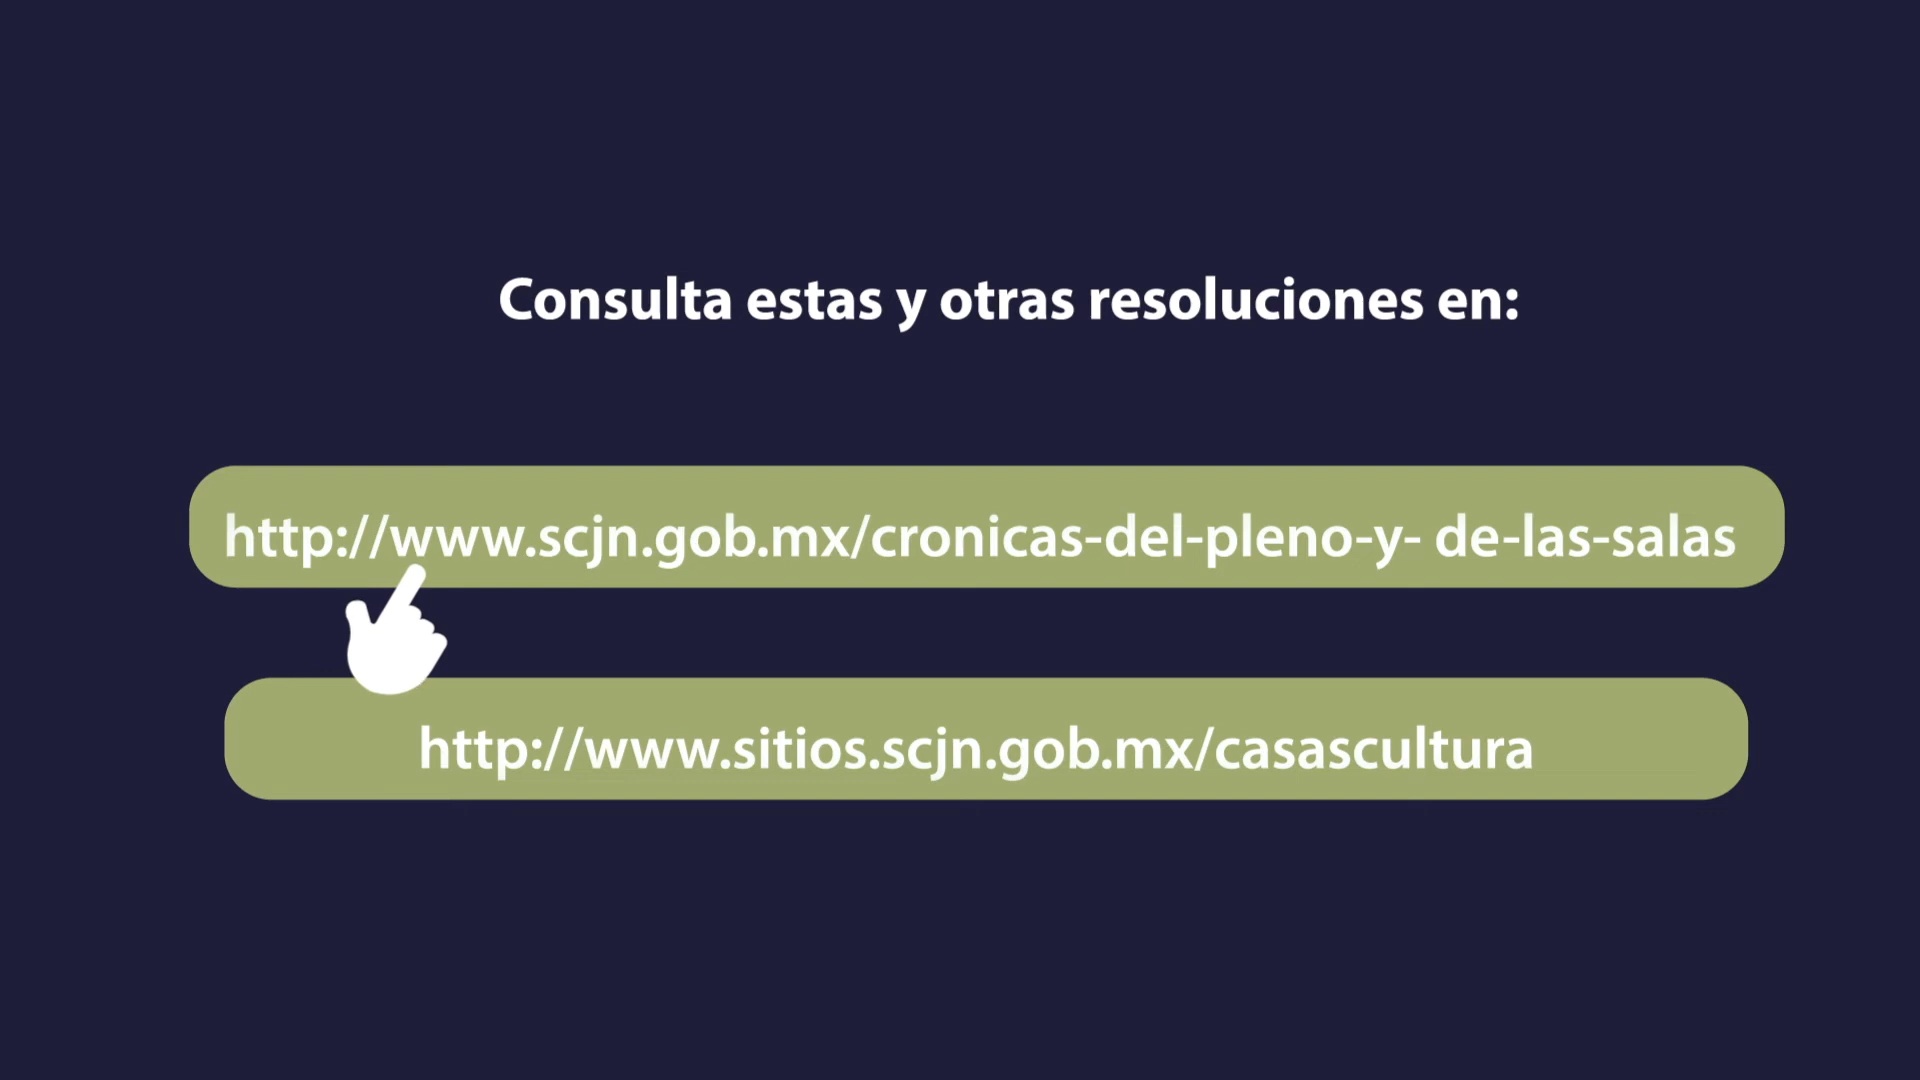 Consulta estas y otras resoluciones en:
http://www.scjn.gob.mx/cronicas-del-pleno-y- de-las-salas
http://www.sitios.scjn.gob.mx/casascultura